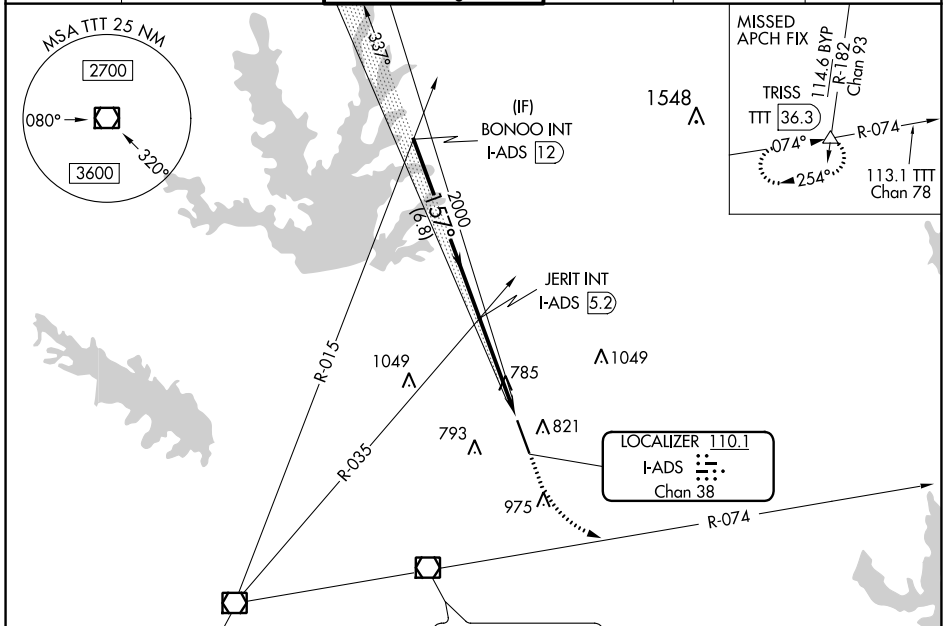 MSA TTT 25 NM
2700
080°
320°
3600
337°
(IF)
BONOO INT
I-ADS 12
1548
MISSED
APCH FIX
114.6 BYP
R-182
Chan 93
TRISS
TTT 36.3
R-074
074°
254°
113.1 TTT
Chan 78
2000
157°
(6.8)
JERIT INT
I-ADS 5.2
R-015
1049
1049
785
R-035
793
821
LOCALIZER 110.1
I-ADS
Chan 38
975
R-074